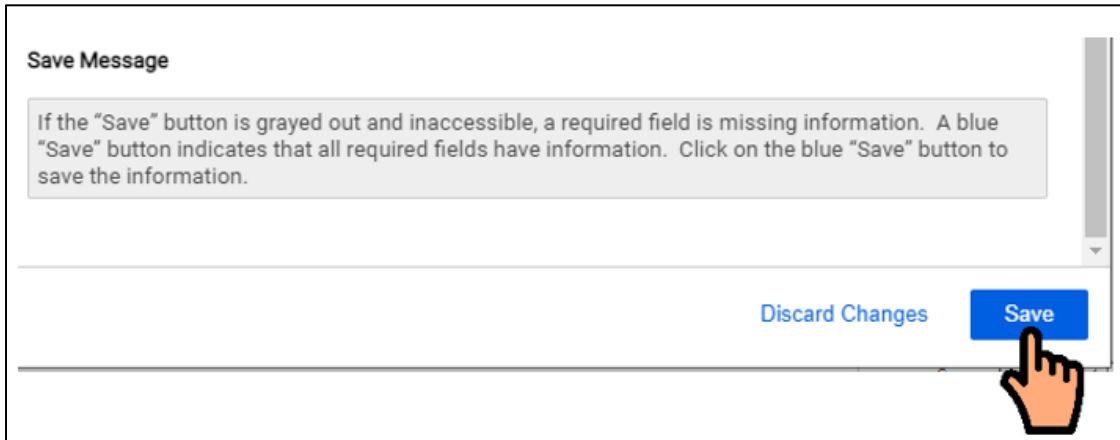 Save Message
If the “Save” button is grayed out and inaccessible, a required field is missing information.  A blue
“Save” button indicates that all required fields have information.  Click on the blue “Save” button to
save the information.
Discard Changes
Save